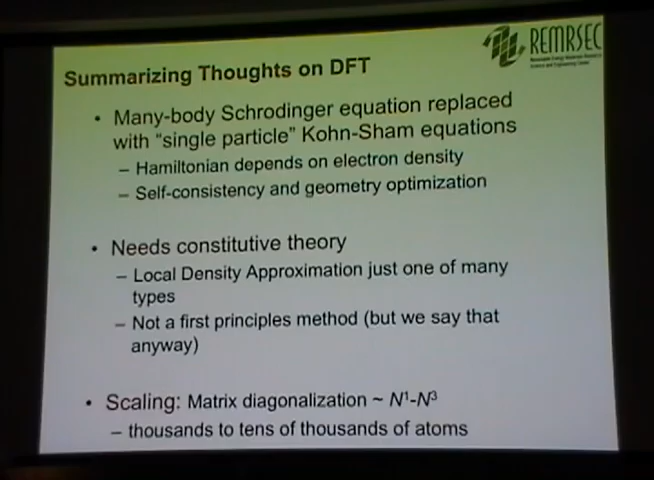 REMRSEC
Summarizing Thoughts on DFT
• Many-body Schrodinger equation replaced
with “single particle” Kohn-Sham equations
– Hamiltonian depends on electron density
– Self-consistency and geometry optimization
• Needs constitutive theory
– Local Density Approximation just one of many
types
– Not a first principles method (but we say that
anyway)
• Scaling: Matrix diagonalization ~ N¹-N³
– thousands to tens of thousands of atoms